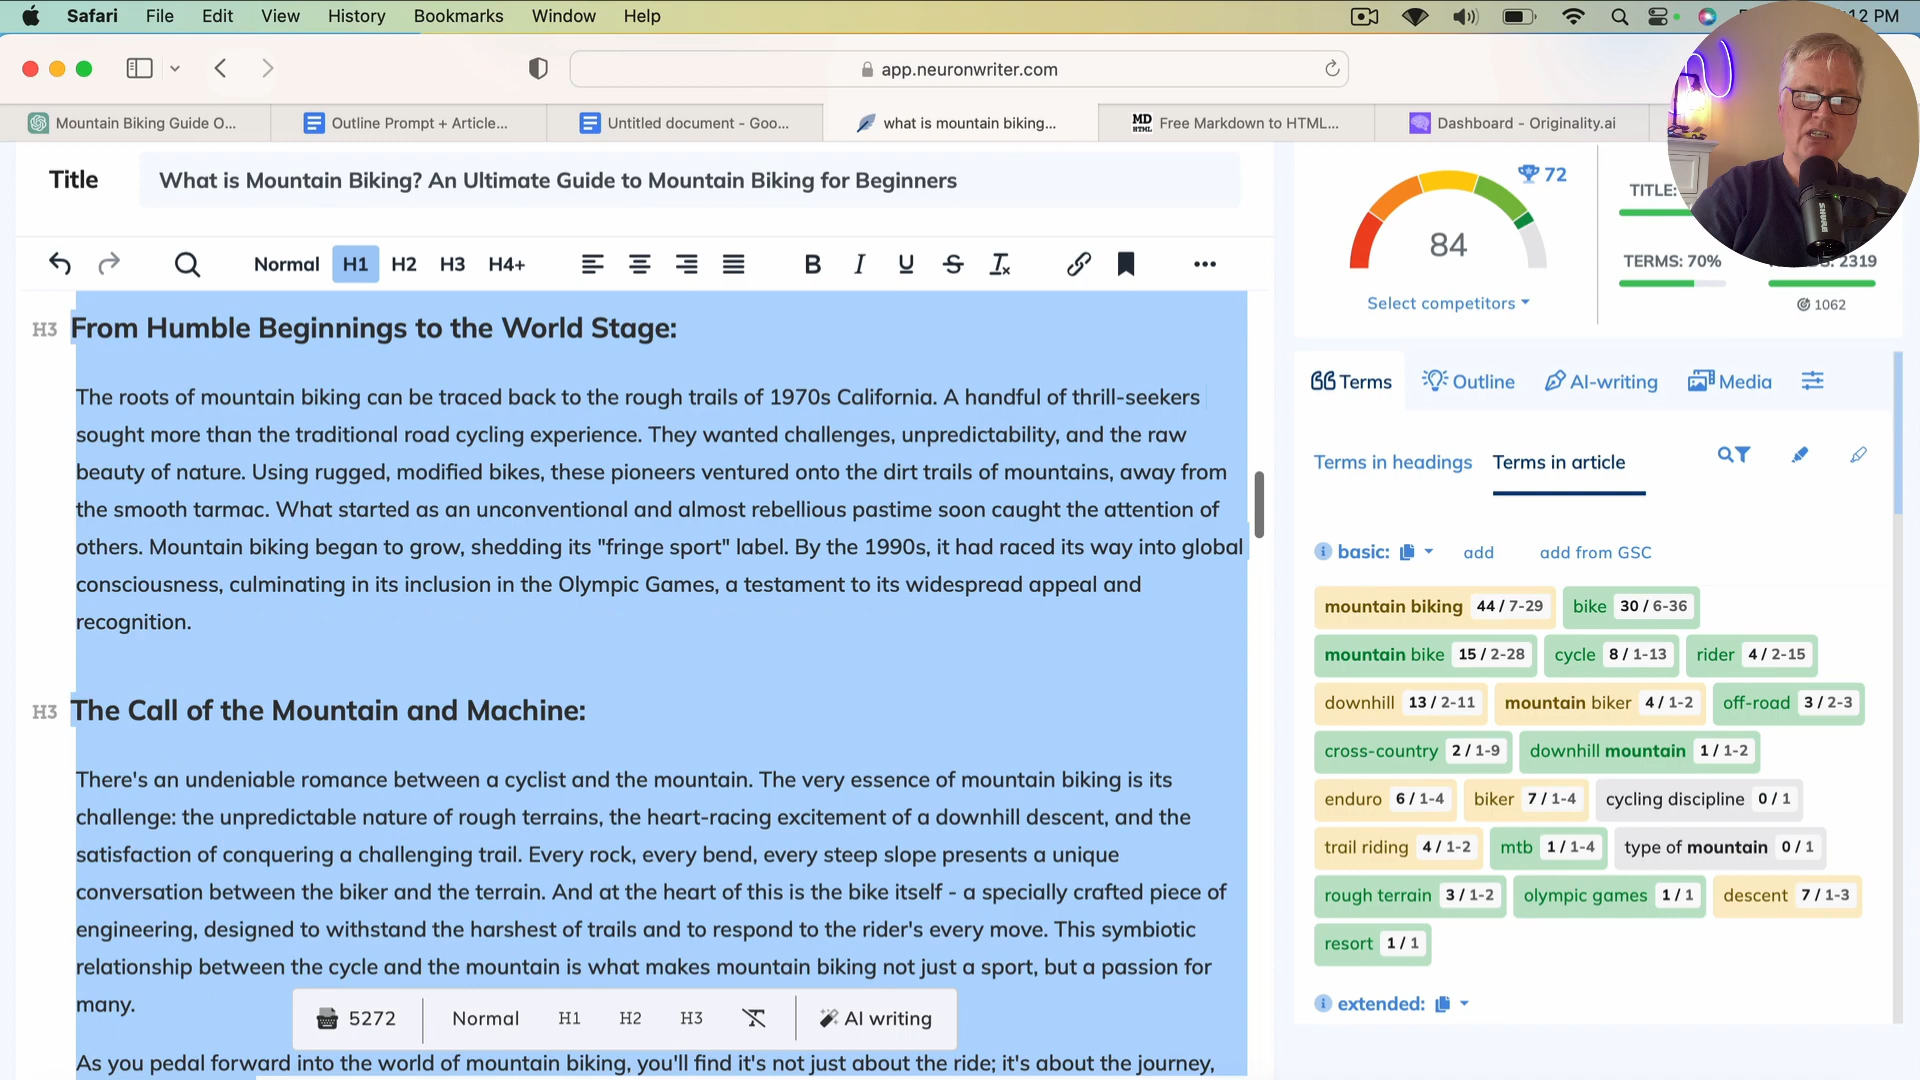 Safari File Edit View History Bookmarks Window Help
12 PM
app.neuronwriter.com
Mountain Biking Guide O...
Outline Prompt + Article...
Untitled document - Goo...
what is mountain biking...
MD HTML Free Markdown to HTML...
Dashboard - Originality.ai
Title
What is Mountain Biking? An Ultimate Guide to Mountain Biking for Beginners
Normal H1 H2 H3 H4+
B I U S
H3 From Humble Beginnings to the World Stage:
The roots of mountain biking can be traced back to the rough trails of 1970s California. A handful of thrill-seekers
sought more than the traditional road cycling experience. They wanted challenges, unpredictability, and the raw
beauty of nature. Using rugged, modified bikes, these pioneers ventured onto the dirt trails of mountains, away from
the smooth tarmac. What started as an unconventional and almost rebellious pastime soon caught the attention of
others. Mountain biking began to grow, shedding its "fringe sport" label. By the 1990s, it had raced its way into global
consciousness, culminating in its inclusion in the Olympic Games, a testament to its widespread appeal and
recognition.
H3 The Call of the Mountain and Machine:
There's an undeniable romance between a cyclist and the mountain. The very essence of mountain biking is its
challenge: the unpredictable nature of rough terrains, the heart-racing excitement of a downhill descent, and the
satisfaction of conquering a challenging trail. Every rock, every bend, every steep slope presents a unique
conversation between the biker and the terrain. And at the heart of this is the bike itself - a specially crafted piece of
engineering, designed to withstand the harshest of trails and to respond to the rider's every move. This symbiotic
relationship between the cycle and the mountain is what makes mountain biking not just a sport, but a passion for
many.
5272 Normal H1 H2 H3 AI writing
As you pedal forward into the world of mountain biking, you'll find it's not just about the ride; it's about the journey,
72
84
Select competitors
TITLE:
TERMS: 70%
2319
1062
Terms Outline AI-writing Media
Terms in headings Terms in article
basic: add add from GSC
mountain biking 44 / 7-29 bike 30 / 6-36
mountain bike 15 / 2-28 cycle 8 / 1-13 rider 4 / 2-15
downhill 13 / 2-11 mountain biker 4 / 1-2 off-road 3 / 2-3
cross-country 2 / 1-9 downhill mountain 1 / 1-2
enduro 6 / 1-4 biker 7 / 1-4 cycling discipline 0 / 1
trail riding 4 / 1-2 mtb 1 / 1-4 type of mountain 0 / 1
rough terrain 3 / 1-2 olympic games 1 / 1 descent 7 / 1-3
resort 1 / 1
extended:
SHURE